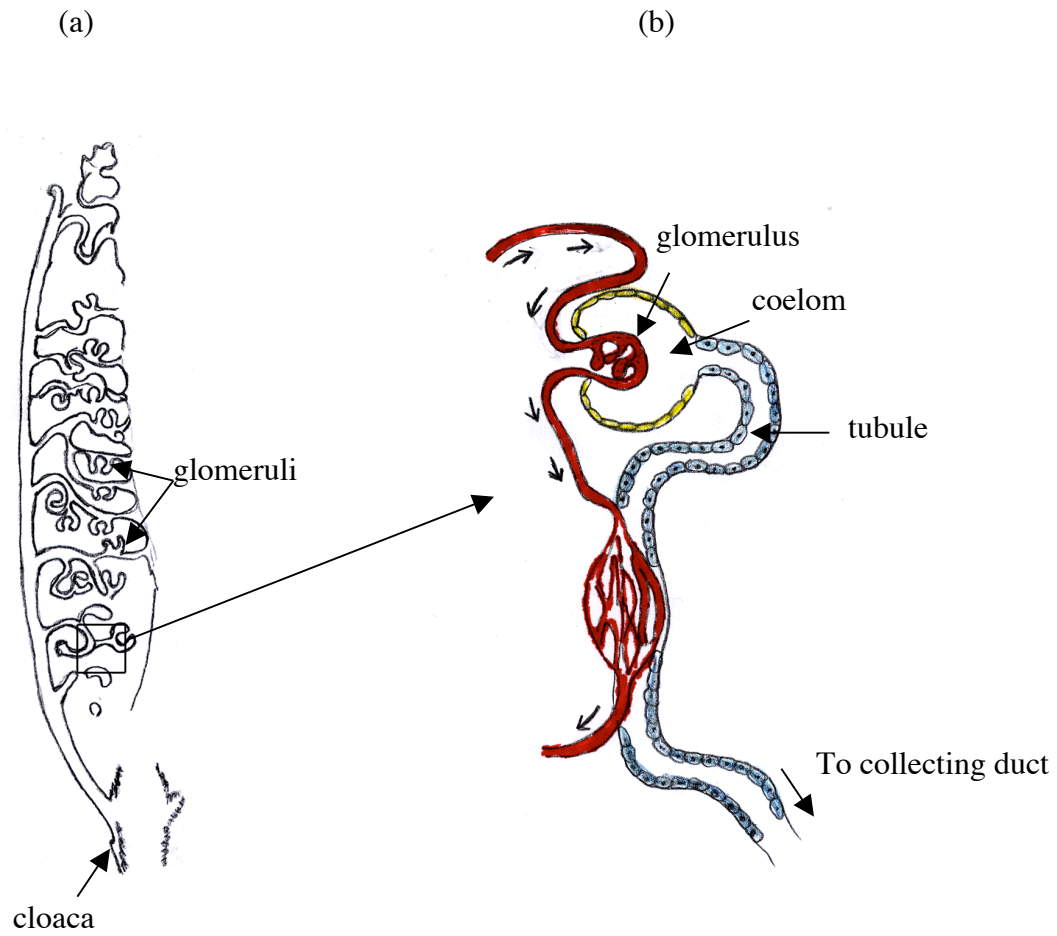 (a)
(b)
glomerulus
coelom
tubule
glomeruli
To collecting duct
cloaca